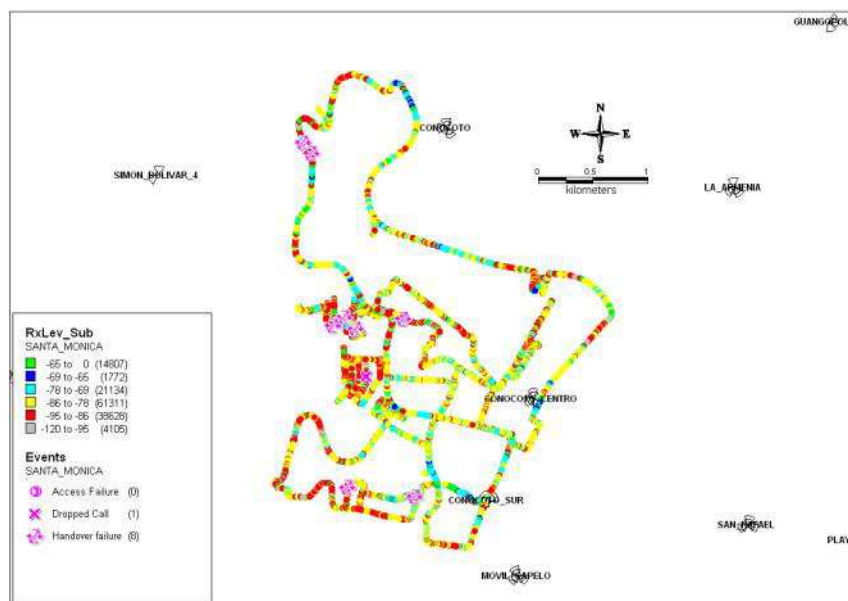 GUANGOPOL
CONOCOTO
N
W E
S
SIMON_BOLIVAR_4
0 0.5 1
kilometers
LA_ARMENIA
RxLev_Sub
SANTA_MONICA
-65 to 0 (14807)
-69 to -65 (1772)
-78 to -69 (21134)
-86 to -78 (61311)
-95 to -86 (38628)
-120 to -95 (4105)
CONOCOTO_CENTRO
Events
SANTA_MONICA
Access Failure (0)
CONOCOTO_SUR
Dropped Call (1)
SAN_RAFAEL
Handover failure (8)
PLAY